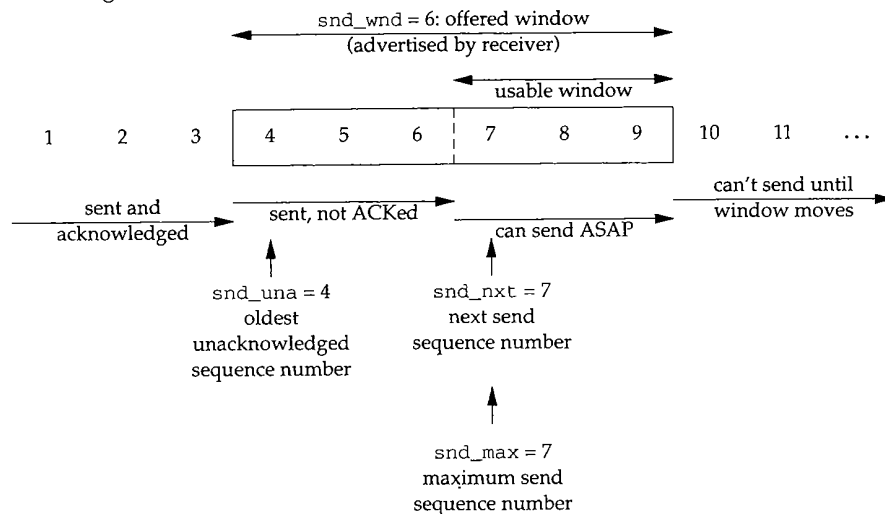 snd_wnd = 6: offered window
(advertised by receiver)
usable window
1 2 3 4 5 6 7 8 9 10 11 ...
sent and
acknowledged
sent, not ACKed
can send ASAP
can't send until
window moves
snd_una = 4
oldest
unacknowledged
sequence number
snd_nxt = 7
next send
sequence number
snd_max = 7
maximum send
sequence number